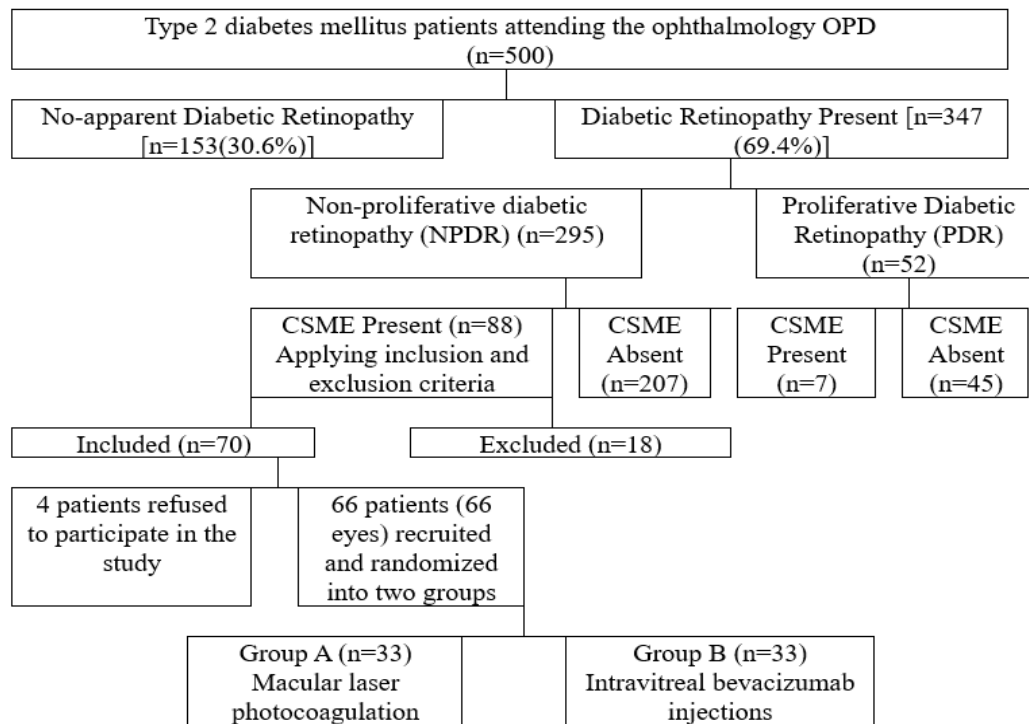 Type 2 diabetes mellitus patients attending the ophthalmology OPD
(n=500)
No-apparent Diabetic Retinopathy
[n=153(30.6%)]
Diabetic Retinopathy Present [n=347
(69.4%)]
Non-proliferative diabetic
retinopathy (NPDR) (n=295)
Proliferative Diabetic
Retinopathy (PDR)
(n=52)
CSME Present (n=88)
Applying inclusion and
exclusion criteria
CSME
Absent
(n=207)
CSME
Present
(n=7)
CSME
Absent
(n=45)
Included (n=70)
Excluded (n=18)
4 patients refused
to participate in the
study
66 patients (66
eyes) recruited
and randomized
into two groups
Group A (n=33)
Macular laser
photocoagulation
Group B (n=33)
Intravitreal bevacizumab
injections